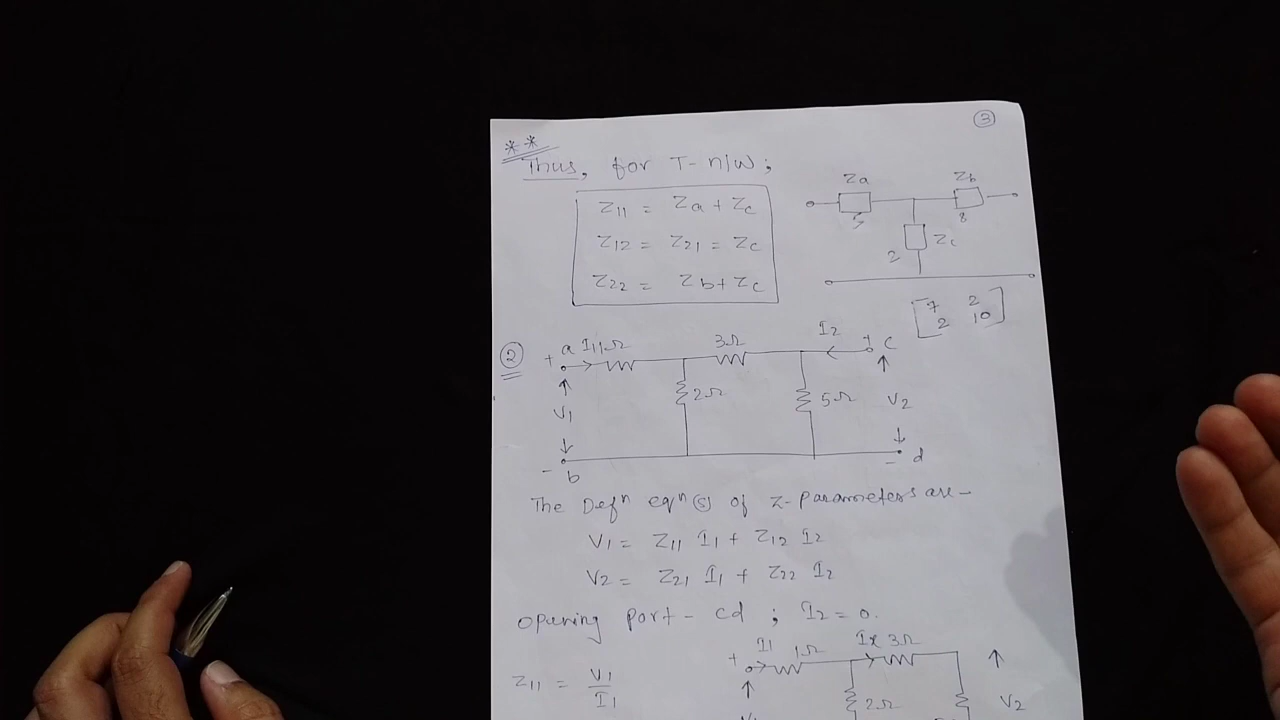 ③
**
Thus, for T- n/w;
Z11 = Za + Zc
Z12 = Z21 = Zc
Z22 = Zb + Zc
Za
Zb
5
8
2
Zc
7 2
2 10
②
+ a I1 1Ω
3Ω
I2
+ C
V1
2Ω
5Ω
V2
- b
- d
The Defn eqn(s) of Z-Parameters are-
V1 = Z11 I1 + Z12 I2
V2 = Z21 I1 + Z22 I2
Opening port- cd ; I2 = 0.
Z11 = V1
I1
+ I1 1Ω
Ix 3Ω
2Ω
V2